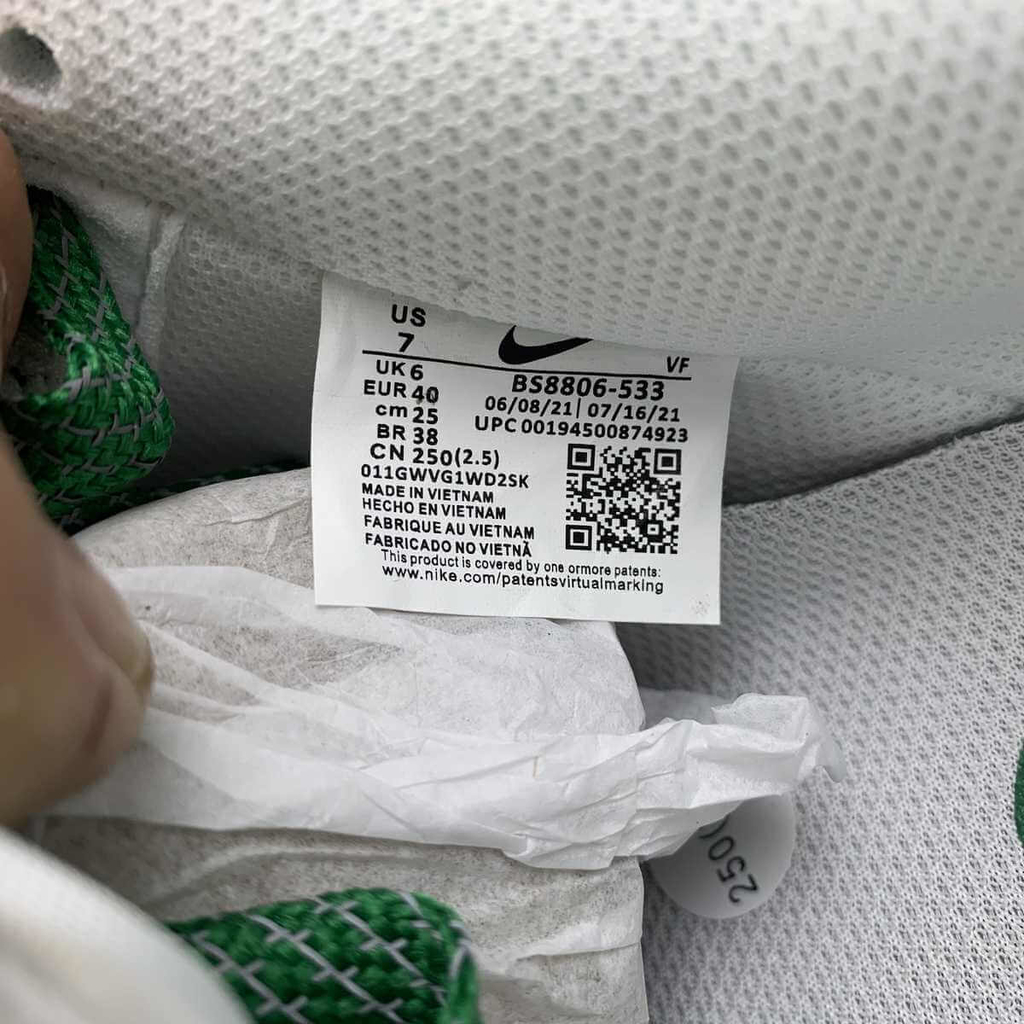 US
7
VF
UK 6
EUR 40
cm 25
BR 38
CN 250(2.5)
BS8806-533
06/08/21| 07/16/21
UPC 00194500874923
011GWVG1WD2SK
MADE IN VIETNAM
HECHO EN VIETNAM
FABRIQUE AU VIETNAM
FABRICADO NO VIETNÃ
This product is covered by one ormore patents:
www.nike.com/patentsvirtualmarking
250(